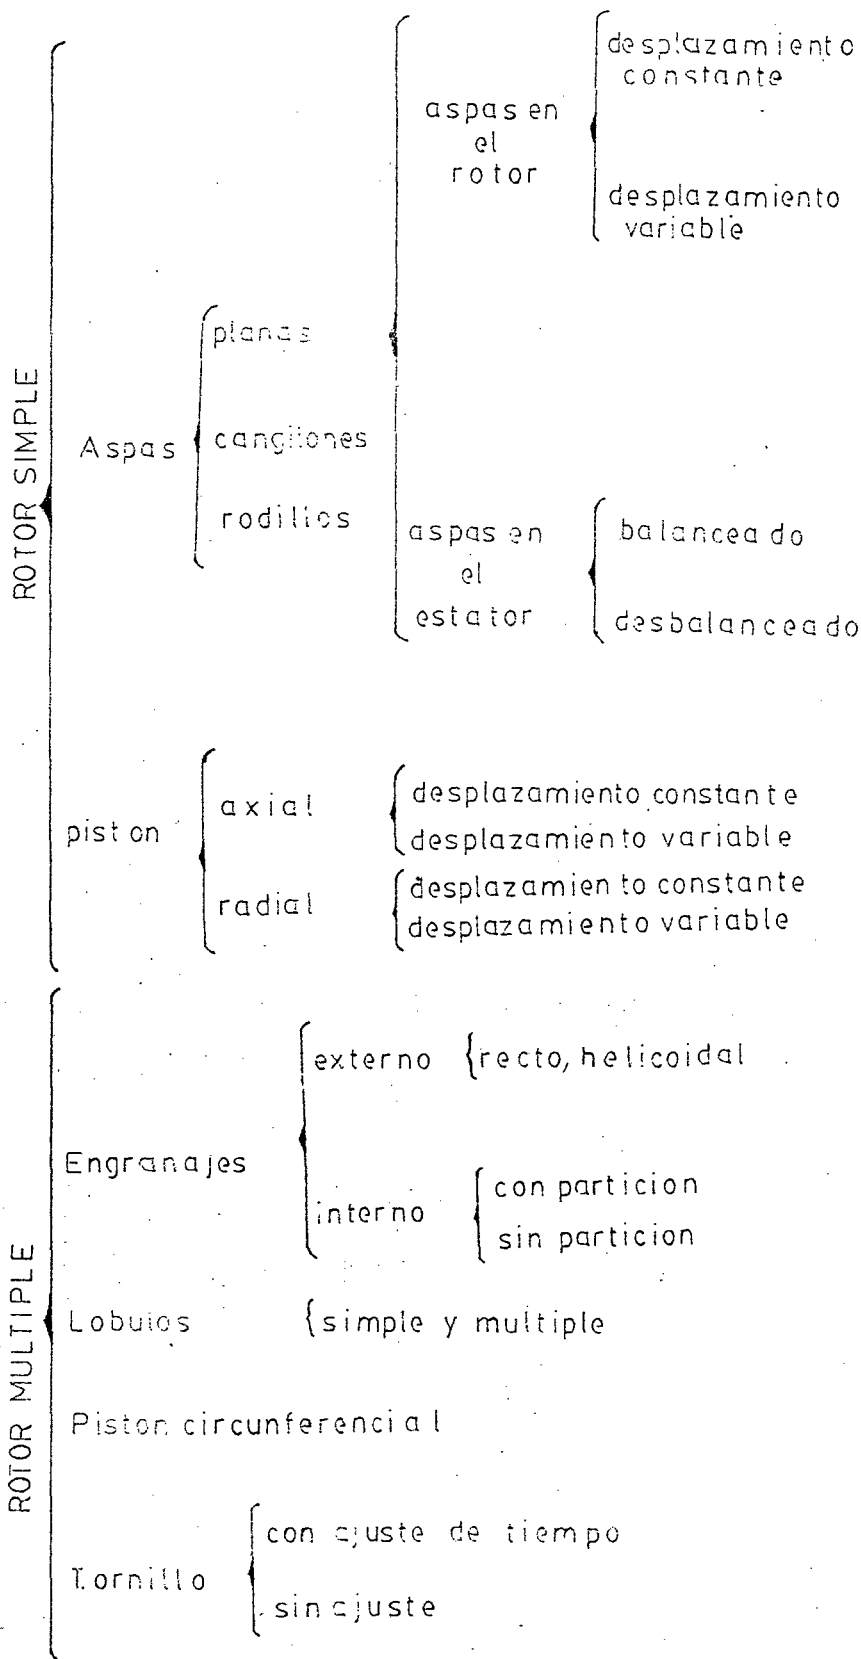 ROTOR SIMPLE
Aspas
planas
cangilones
rodillos
aspas en
el
rotor
desplazamiento
constante
desplazamiento
variable
aspas en
el
estator
balanceado
desbalanceado
piston
axial
desplazamiento constante
desplazamiento variable
radial
desplazamiento constante
desplazamiento variable
ROTOR MULTIPLE
Engranajes
externo
recto, helicoidal
interno
con particion
sin particion
Lobulos
simple y multiple
Piston circunferencial
Tornillo
con ajuste de tiempo
sin ajuste